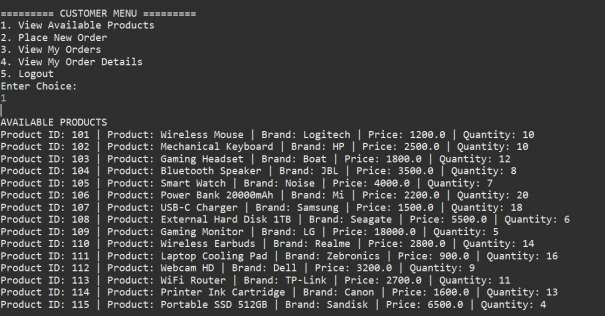 ========= CUSTOMER MENU =========
1. View Available Products
2. Place New Order
3. View My Orders
4. View My Order Details
5. Logout
Enter Choice:
1
AVAILABLE PRODUCTS
Product ID: 101 | Product: Wireless Mouse | Brand: Logitech | Price: 1200.0 | Quantity: 10
Product ID: 102 | Product: Mechanical Keyboard | Brand: HP | Price: 2500.0 | Quantity: 10
Product ID: 103 | Product: Gaming Headset | Brand: Boat | Price: 1800.0 | Quantity: 12
Product ID: 104 | Product: Bluetooth Speaker | Brand: JBL | Price: 3500.0 | Quantity: 8
Product ID: 105 | Product: Smart Watch | Brand: Noise | Price: 4000.0 | Quantity: 7
Product ID: 106 | Product: Power Bank 20000mAh | Brand: Mi | Price: 2200.0 | Quantity: 20
Product ID: 107 | Product: USB-C Charger | Brand: Samsung | Price: 1500.0 | Quantity: 18
Product ID: 108 | Product: External Hard Disk 1TB | Brand: Seagate | Price: 5500.0 | Quantity: 6
Product ID: 109 | Product: Gaming Monitor | Brand: LG | Price: 18000.0 | Quantity: 5
Product ID: 110 | Product: Wireless Earbuds | Brand: Realme | Price: 2800.0 | Quantity: 14
Product ID: 111 | Product: Laptop Cooling Pad | Brand: Zebronics | Price: 900.0 | Quantity: 16
Product ID: 112 | Product: Webcam HD | Brand: Dell | Price: 3200.0 | Quantity: 9
Product ID: 113 | Product: WiFi Router | Brand: TP-Link | Price: 2700.0 | Quantity: 11
Product ID: 114 | Product: Printer Ink Cartridge | Brand: Canon | Price: 1600.0 | Quantity: 13
Product ID: 115 | Product: Portable SSD 512GB | Brand: Sandisk | Price: 6500.0 | Quantity: 4